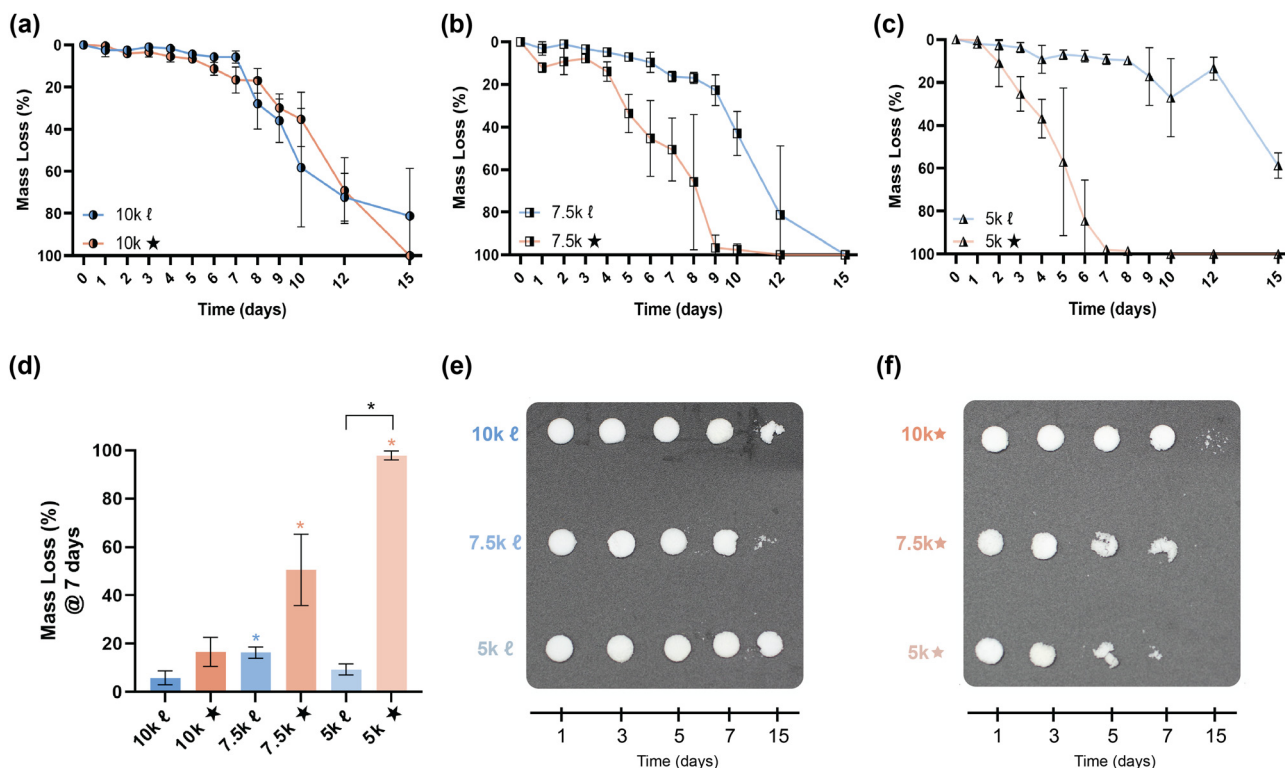 (a)
0
20
40
60
80
100
Mass Loss (%)
10k ℓ
10k ★
0 1 2 3 4 5 6 7 8 9 10 12 15
Time (days)
(b)
0
20
40
60
80
100
Mass Loss (%)
7.5k ℓ
7.5k ★
0 1 2 3 4 5 6 7 8 9 10 12 15
Time (days)
(c)
0
20
40
60
80
100
Mass Loss (%)
5k ℓ
5k ★
0 1 2 3 4 5 6 7 8 9 10 12 15
Time (days)
(d)
Mass Loss (%)
@ 7 days
100
80
60
40
20
0
*
*
*
*
10k ℓ 10k ★ 7.5k ℓ 7.5k ★ 5k ℓ 5k ★
(e)
10k ℓ
7.5k ℓ
5k ℓ
1 3 5 7 15
Time (days)
(f)
10k★
7.5k★
5k★
1 3 5 7 15
Time (days)